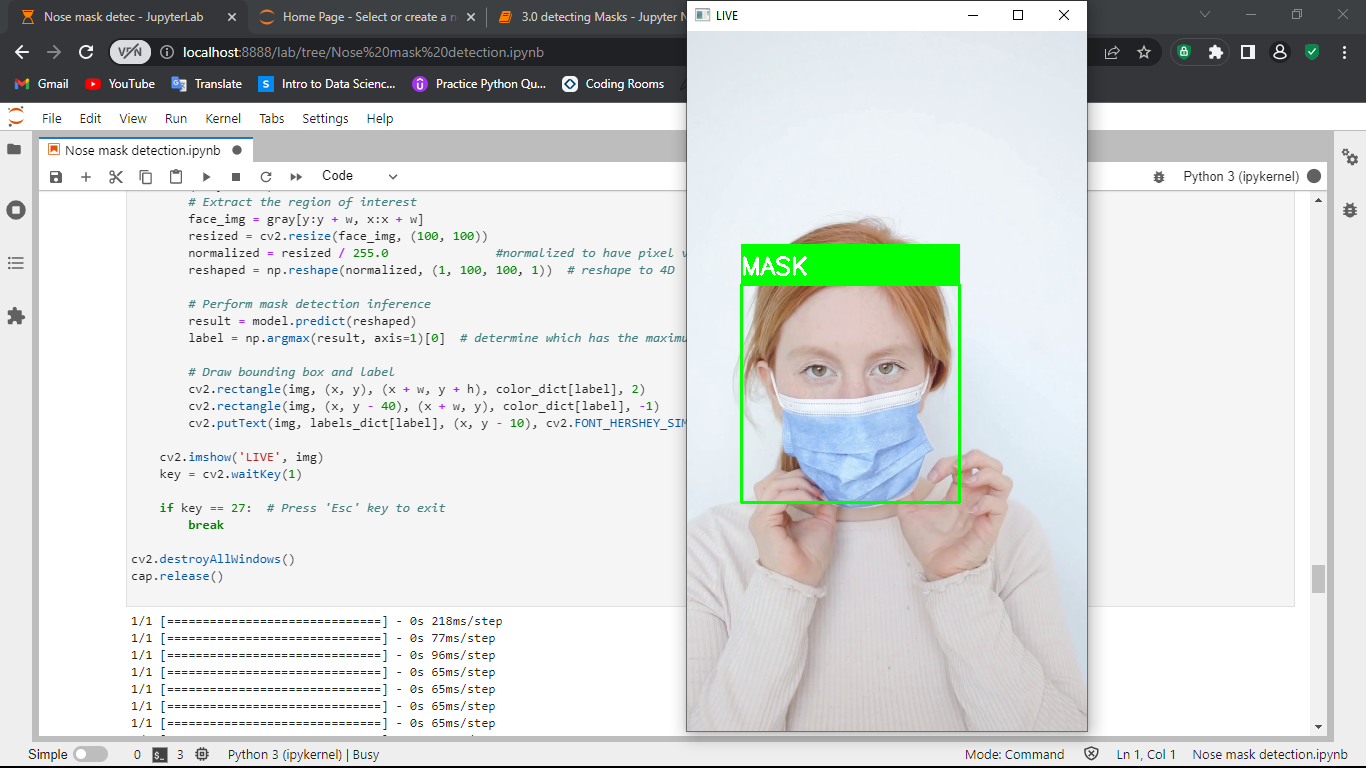 Nose mask detec - JupyterLab
Home Page - Select or create a n
3.0 detecting Masks - Jupyter N
LIVE
VPN
localhost:8888/lab/tree/Nose%20mask%20detection.ipynb
Gmail
YouTube
Translate
Intro to Data Scienc...
Practice Python Qu...
Coding Rooms
File Edit View Run Kernel Tabs Settings Help
Nose mask detection.ipynb
Code
Python 3 (ipykernel)
# Extract the region of interest
face_img = gray[y:y + w, x:x + w]
resized = cv2.resize(face_img, (100, 100))
normalized = resized / 255.0 #normalized to have pixel v
reshaped = np.reshape(normalized, (1, 100, 100, 1)) # reshape to 4D
# Perform mask detection inference
result = model.predict(reshaped)
label = np.argmax(result, axis=1)[0] # determine which has the maximu
# Draw bounding box and label
cv2.rectangle(img, (x, y), (x + w, y + h), color_dict[label], 2)
cv2.rectangle(img, (x, y - 40), (x + w, y), color_dict[label], -1)
cv2.putText(img, labels_dict[label], (x, y - 10), cv2.FONT_HERSHEY_SIM
cv2.imshow('LIVE', img)
key = cv2.waitKey(1)
if key == 27: # Press 'Esc' key to exit
break
cv2.destroyAllWindows()
cap.release()
1/1 [==============================] - 0s 218ms/step
1/1 [==============================] - 0s 77ms/step
1/1 [==============================] - 0s 96ms/step
1/1 [==============================] - 0s 65ms/step
1/1 [==============================] - 0s 65ms/step
1/1 [==============================] - 0s 65ms/step
1/1 [==============================] - 0s 65ms/step
MASK
Simple
0
3
Python 3 (ipykernel) | Busy
Mode: Command
Ln 1, Col 1
Nose mask detection.ipynb